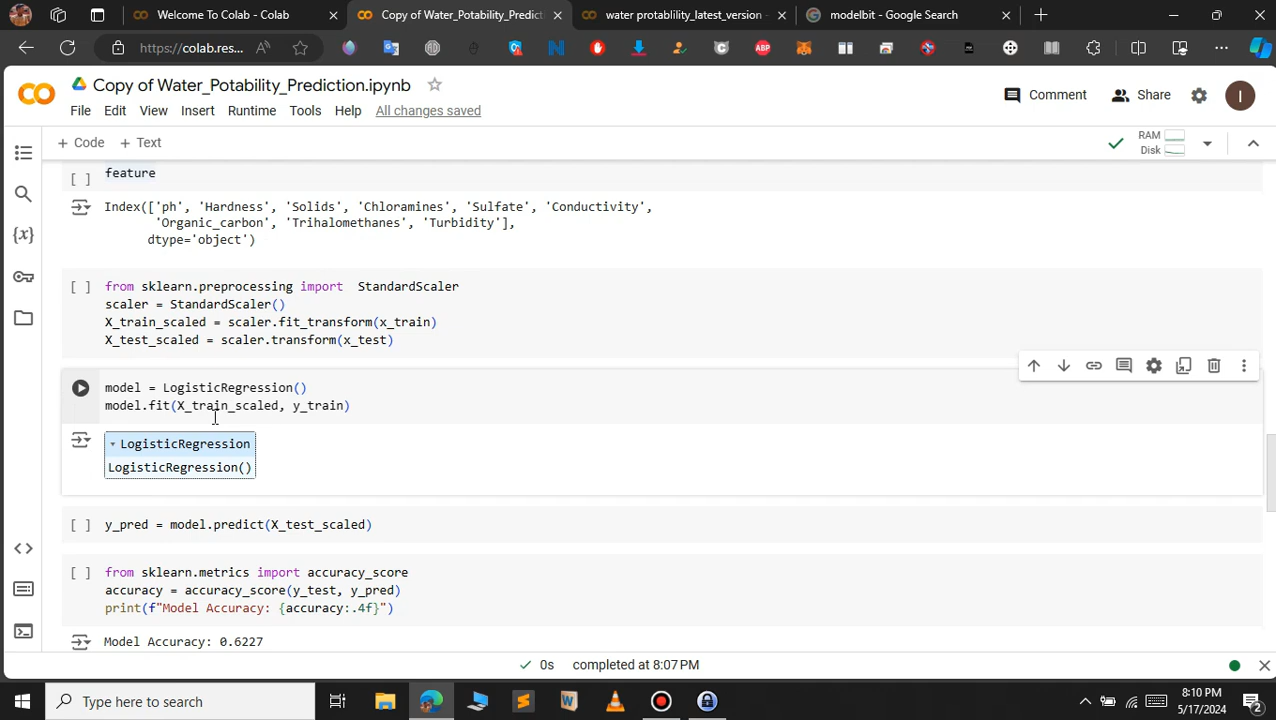 Welcome To Colab - Colab
Copy of Water_Potability_Predicti
water protablility_latest_version -
modelbit - Google Search
https://colab.res...
Copy of Water_Potability_Prediction.ipynb
Comment
Share
I
File Edit View Insert Runtime Tools Help All changes saved
+ Code + Text
RAM
Disk
[ ] feature
Index(['ph', 'Hardness', 'Solids', 'Chloramines', 'Sulfate', 'Conductivity',
'Organic_carbon', 'Trihalomethanes', 'Turbidity'],
dtype='object')
[ ] from sklearn.preprocessing import StandardScaler
scaler = StandardScaler()
X_train_scaled = scaler.fit_transform(x_train)
X_test_scaled = scaler.transform(x_test)
model = LogisticRegression()
model.fit(X_train_scaled, y_train)
LogisticRegression
LogisticRegression()
[ ] y_pred = model.predict(X_test_scaled)
[ ] from sklearn.metrics import accuracy_score
accuracy = accuracy_score(y_test, y_pred)
print(f"Model Accuracy: {accuracy:.4f}")
Model Accuracy: 0.6227
0s completed at 8:07 PM
Type here to search
8:10 PM
5/17/2024
2